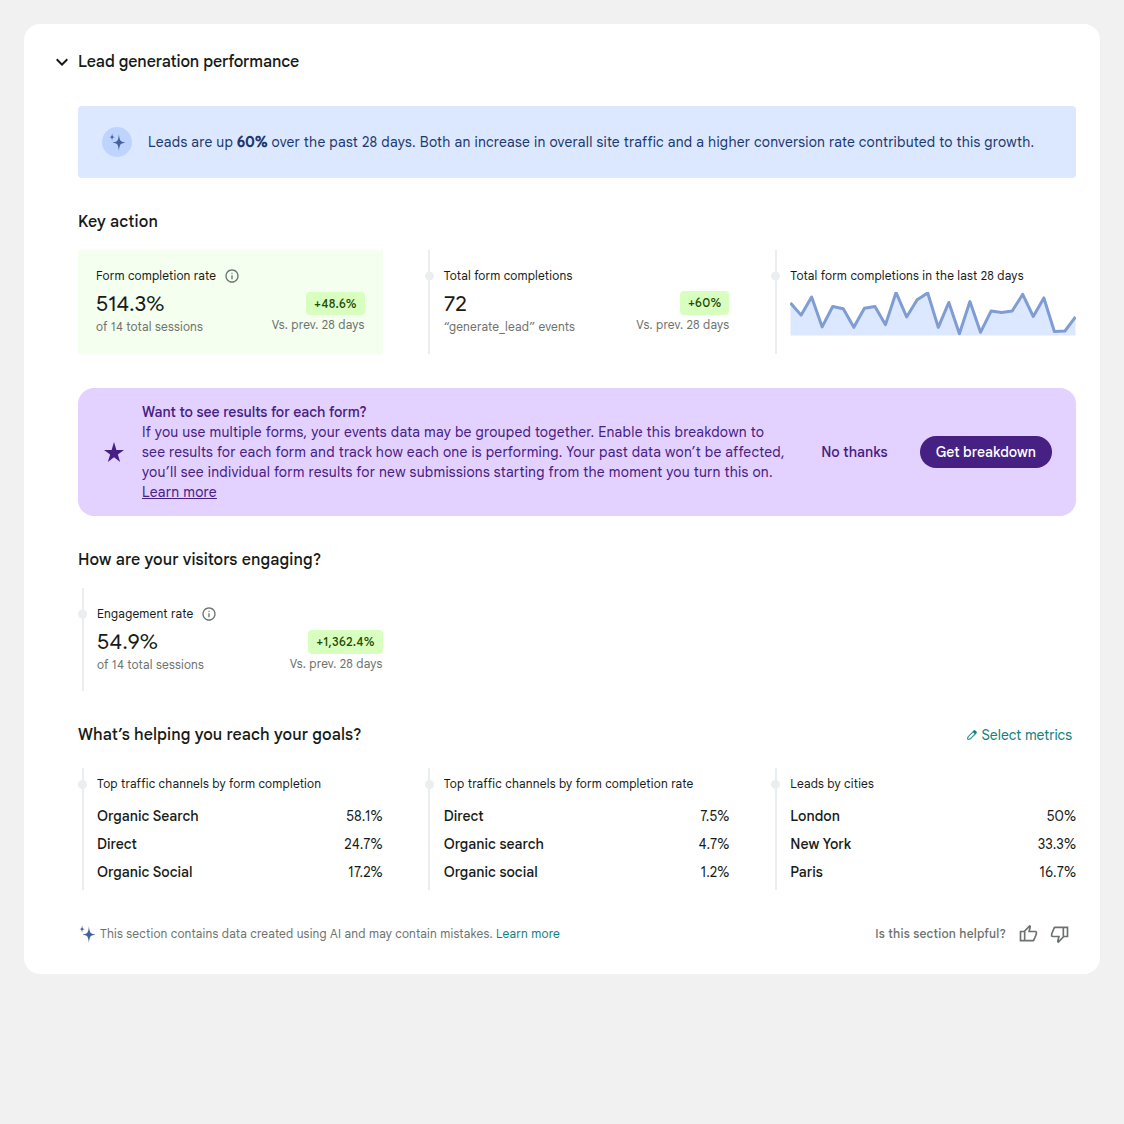 Lead generation performance
Leads are up 60% over the past 28 days. Both an increase in overall site traffic and a higher conversion rate contributed to this growth.
Key action
Form completion rate
514.3%
+48.6%
of 14 total sessions
Vs. prev. 28 days
Total form completions
72
+60%
“generate_lead” events
Vs. prev. 28 days
Total form completions in the last 28 days
Want to see results for each form?
If you use multiple forms, your events data may be grouped together. Enable this breakdown to
see results for each form and track how each one is performing. Your past data won’t be affected,
you’ll see individual form results for new submissions starting from the moment you turn this on.
Learn more
No thanks
Get breakdown
How are your visitors engaging?
Engagement rate
54.9%
+1,362.4%
of 14 total sessions
Vs. prev. 28 days
What’s helping you reach your goals?
Select metrics
Top traffic channels by form completion
Organic Search 58.1%
Direct 24.7%
Organic Social 17.2%
Top traffic channels by form completion rate
Direct 7.5%
Organic search 4.7%
Organic social 1.2%
Leads by cities
London 50%
New York 33.3%
Paris 16.7%
This section contains data created using AI and may contain mistakes. Learn more
Is this section helpful?